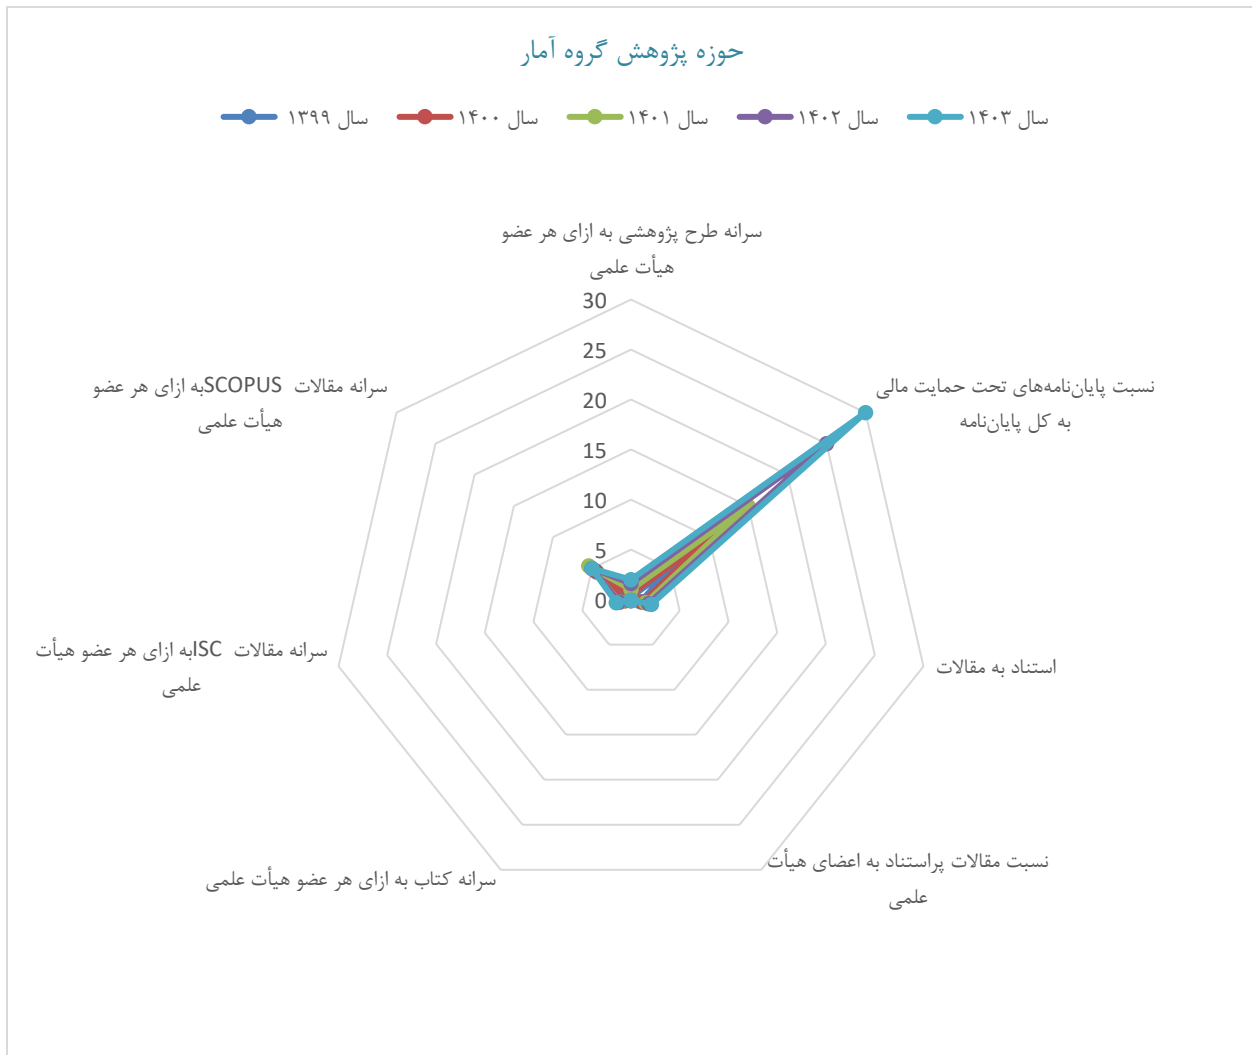 حوزه پژوهش گروه آمار
سال ۱۳۹۹
سال ۱۴۰۰
سال ۱۴۰۱
سال ۱۴۰۲
سال ۱۴۰۳
سرانه طرح پژوهشی به ازای هر عضو
هیأت علمی
30
25
20
15
10
5
0
نسبت پایان‌نامه‌های تحت حمایت مالی
به کل پایان‌نامه
استناد به مقالات
نسبت مقالات پراستناد به اعضای هیأت
علمی
سرانه کتاب به ازای هر عضو هیأت علمی
سرانه مقالات ISCبه ازای هر عضو هیأت
علمی
سرانه مقالات SCOPUSبه ازای هر عضو
هیأت علمی